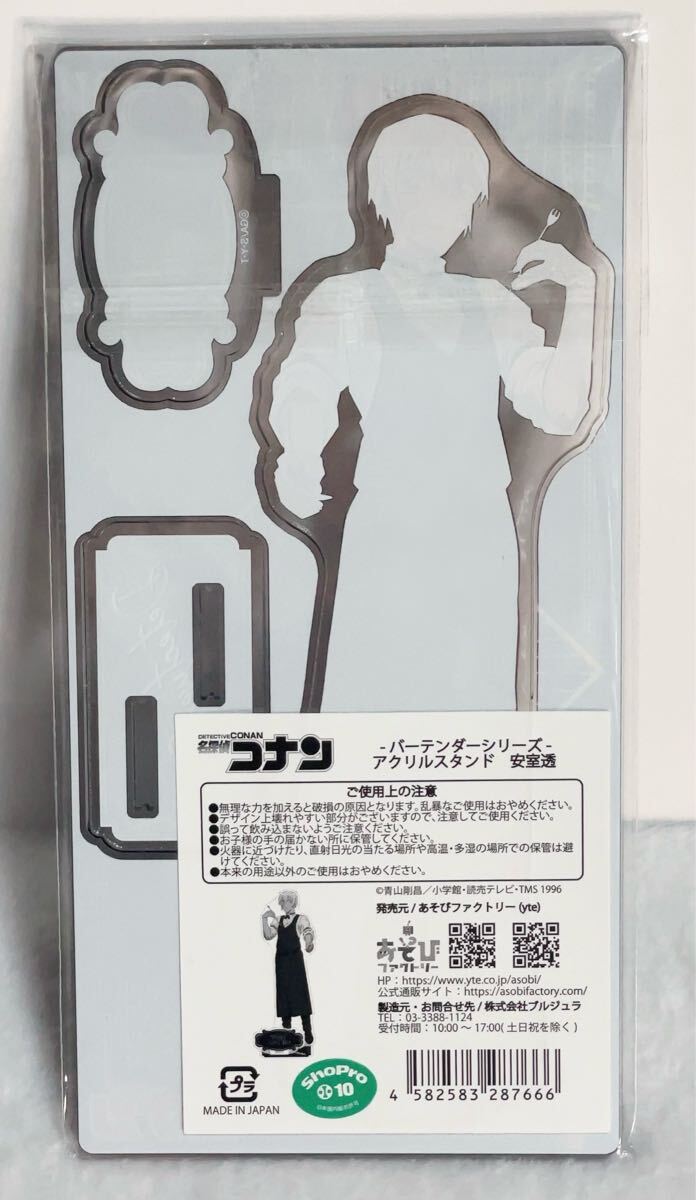 ©GA/S･Y･T
DETECTIVE CONAN
名探偵コナン
- バーテンダーシリーズ -
アクリルスタンド 安室透
ご使用上の注意
●無理な力を加えると破損の原因となります。乱暴なご使用はおやめください。
●デザイン上壊れやすい部分がございますので、注意してご使用ください。
●誤って飲み込まないようご注意ください。
●お子様の手の届かない所に保管してください。
●火器に近づけたり、直射日光の当たる場所や高温・多湿の場所での保管は避
けてください。
●本来の用途以外のご使用はおやめください。
©青山剛昌／小学館・読売テレビ・TMS 1996
発売元 / あそびファクトリー (yte)
あそび
ファクトリー
HP：https://www.yte.co.jp/asobi/
公式通販サイト：https://asobifactory.com/
製造元・お問合せ先 / 株式会社ブルジュラ
TEL：03-3388-1124
受付時間：10:00 ～ 17:00( 土日祝を除く )
プラ
MADE IN JAPAN
ShoPro
10
日本国内販売許可
4 582583 287666